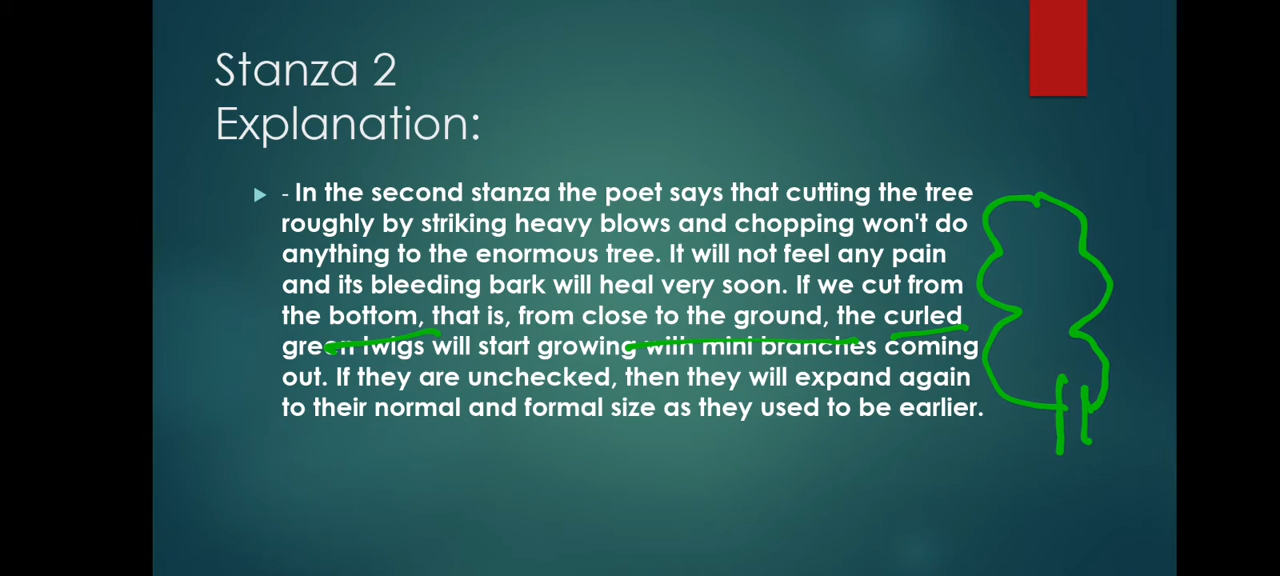 Stanza 2
Explanation:
- In the second stanza the poet says that cutting the tree
roughly by striking heavy blows and chopping won't do
anything to the enormous tree. It will not feel any pain
and its bleeding bark will heal very soon. If we cut from
the bottom, that is, from close to the ground, the curled
green twigs will start growing with mini branches coming
out. If they are unchecked, then they will expand again
to their normal and formal size as they used to be earlier.